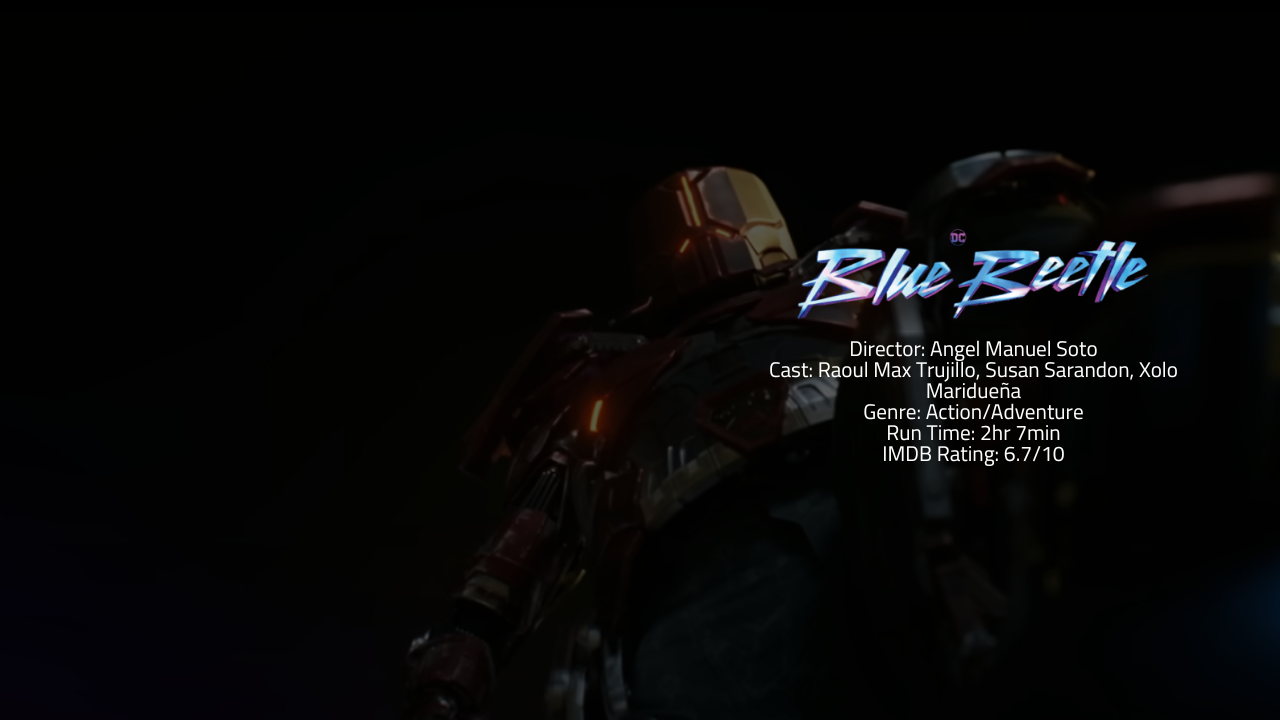 DC
Blue Beetle
Director: Angel Manuel Soto
Cast: Raoul Max Trujillo, Susan Sarandon, Xolo
Maridueña
Genre: Action/Adventure
Run Time: 2hr 7min
IMDB Rating: 6.7/10